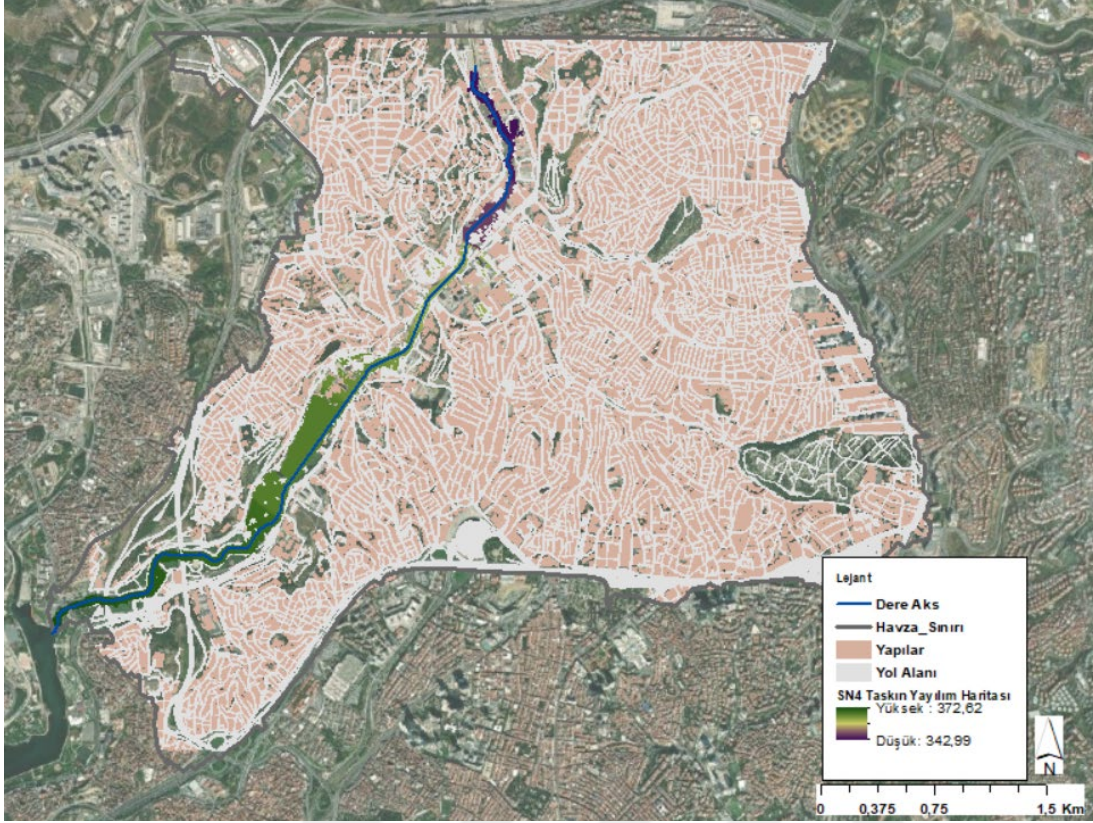 Lejant
Dere Aks
Havza_Sınırı
Yapılar
Yol Alanı
SN4 Taşkın Yayılım Haritası
Yüksek : 372,62
Düşük: 342,99
N
0 0,375 0,75 1,5 Km